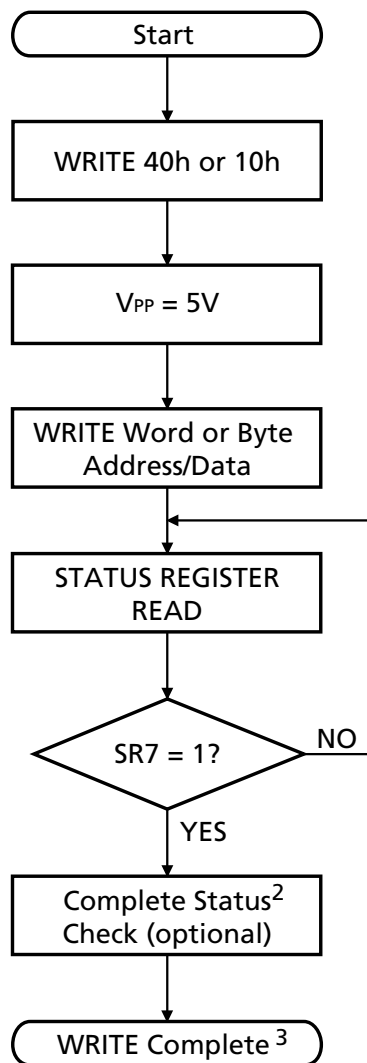 Start
WRITE 40h or 10h
VPP = 5V
WRITE Word or Byte
Address/Data
STATUS REGISTER
READ
SR7 = 1?
NO
YES
Complete Status2
Check (optional)
WRITE Complete 3